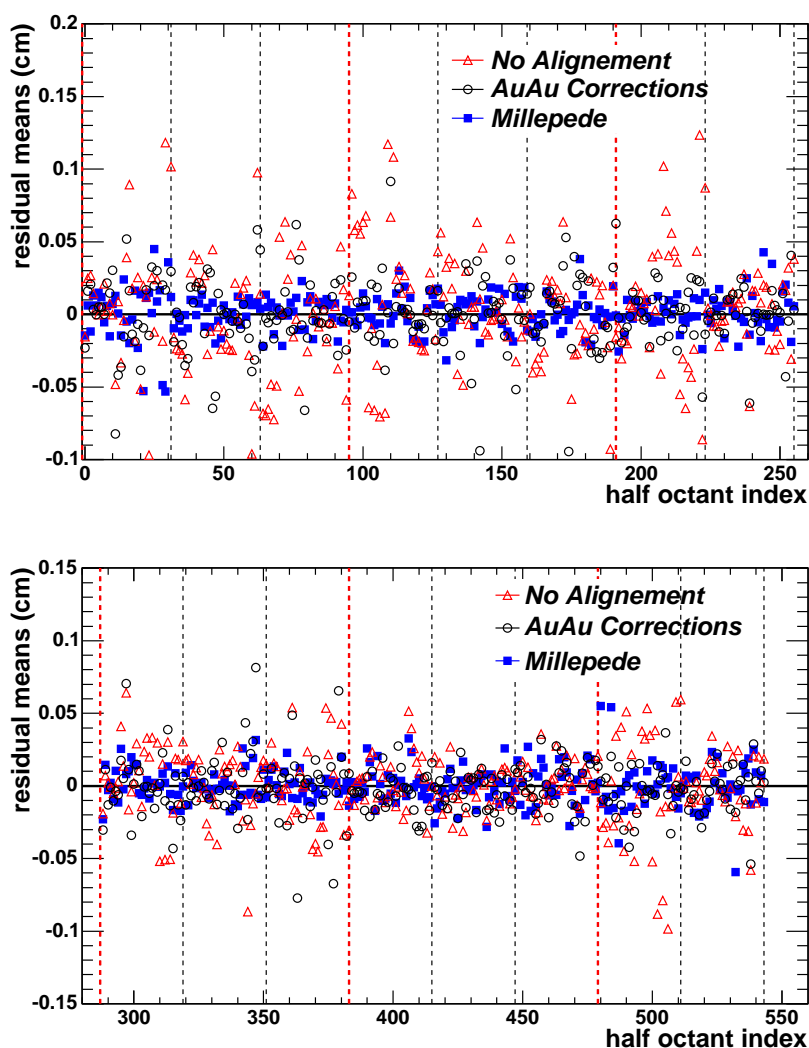 0.2
0.15
0.1
0.05
0
-0.05
-0.1
residual means (cm)
No Alignement
AuAu Corrections
Millepede
0 50 100 150 200 250
half octant index
0.15
0.1
0.05
0
-0.05
-0.1
-0.15
residual means (cm)
No Alignement
AuAu Corrections
Millepede
300 350 400 450 500 550
half octant index